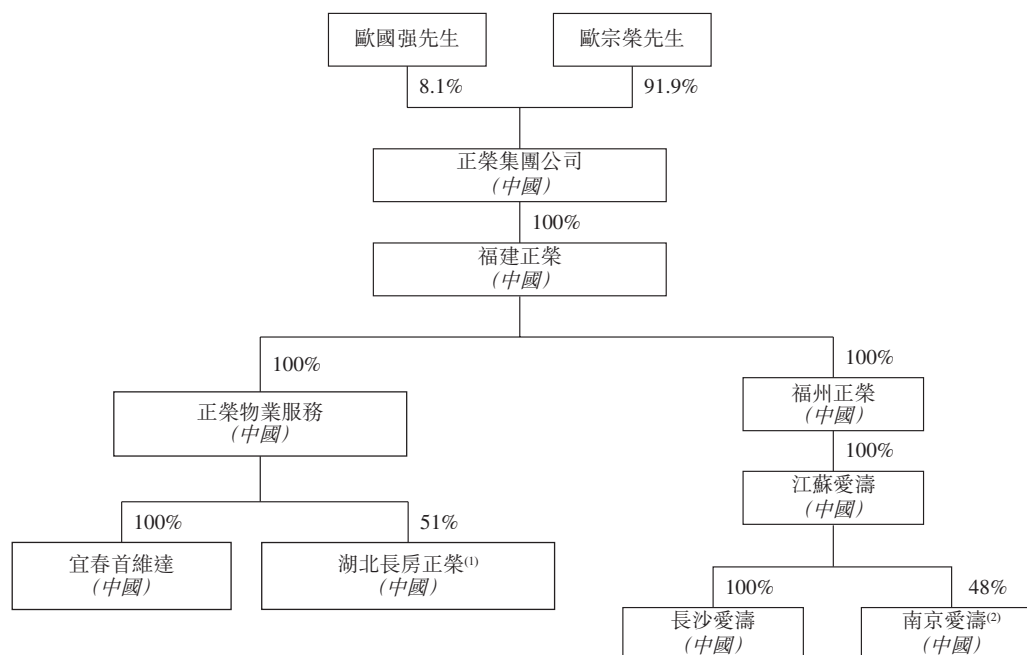 歐國强先生
歐宗榮先生
8.1%
91.9%
正榮集團公司
（中國）
100%
福建正榮
（中國）
100%
100%
正榮物業服務
（中國）
福州正榮
（中國）
100%
江蘇愛濤
（中國）
100%
51%
宜春首維達
（中國）
湖北長房正榮(1)
（中國）
100%
48%
長沙愛濤
（中國）
南京愛濤(2)
（中國）